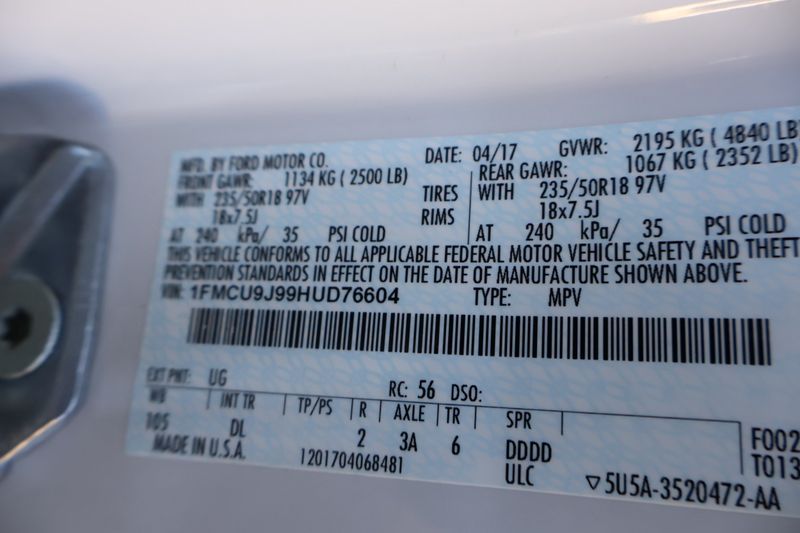 MFD. BY FORD MOTOR CO. DATE: 04/17 GVWR: 2195 KG ( 4840 LB)
FRONT GAWR: 1134 KG ( 2500 LB) REAR GAWR: 1067 KG ( 2352 LB)
WITH 235/50R18 97V TIRES WITH 235/50R18 97V
18x7.5J RIMS 18x7.5J
AT 240 kPa/ 35 PSI COLD AT 240 kPa/ 35 PSI COLD
THIS VEHICLE CONFORMS TO ALL APPLICABLE FEDERAL MOTOR VEHICLE SAFETY AND THEFT
PREVENTION STANDARDS IN EFFECT ON THE DATE OF MANUFACTURE SHOWN ABOVE.
VIN: 1FMCU9J99HUD76604 TYPE: MPV
EXT PNT: UG RC: 56 DSO:
WB INT TR TP/PS R AXLE TR SPR
105 DL 2 3A 6 DDDD F002
MADE IN U.S.A. 1201704068481 ULC T013
▽5U5A-3520472-AA